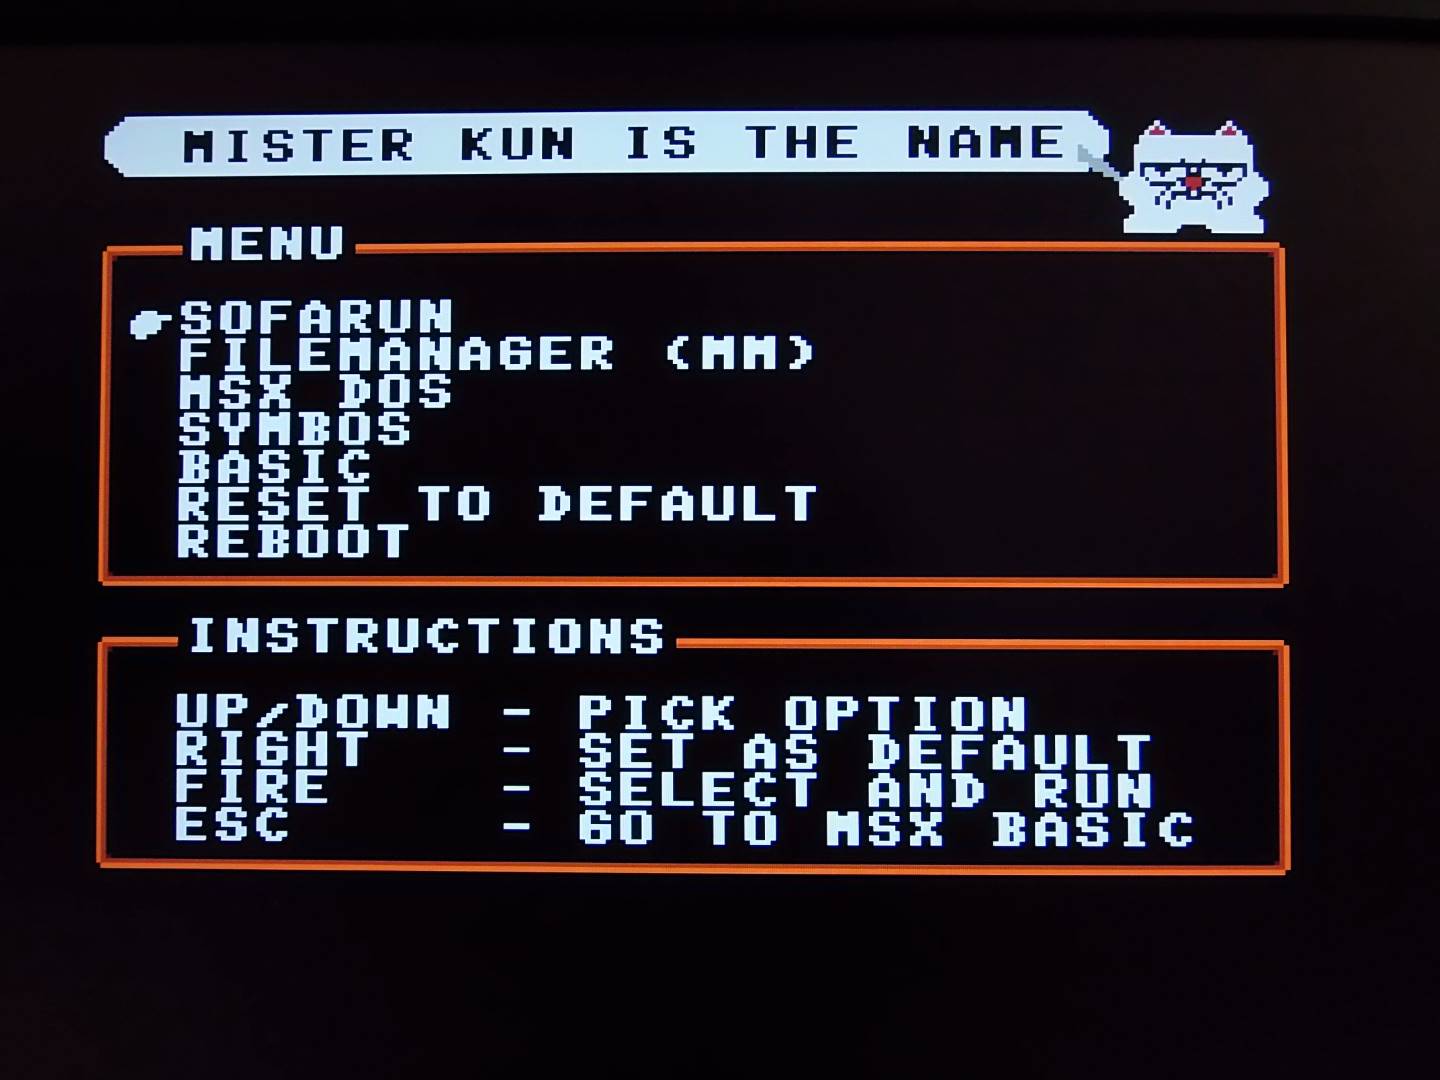 MISTER KUN IS THE NAME
MENU
SOFARUN
FILEMANAGER (MM)
MSX DOS
SYMBOS
BASIC
RESET TO DEFAULT
REBOOT
INSTRUCTIONS
UP/DOWN - PICK OPTION
RIGHT - SET AS DEFAULT
FIRE - SELECT AND RUN
ESC - GO TO MSX BASIC